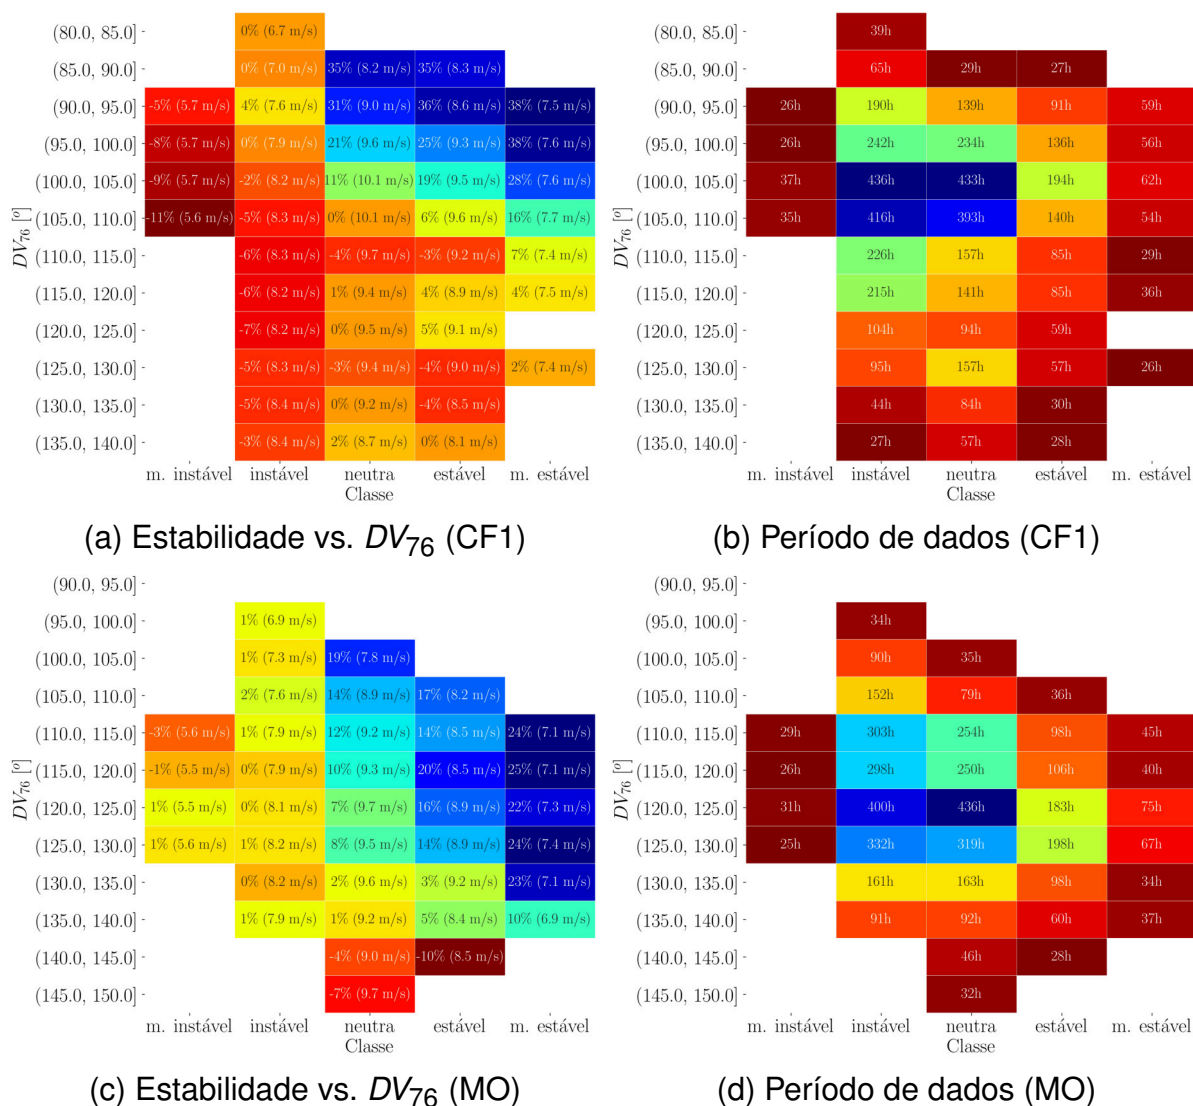 (80.0, 85.0] 0% (6.7 m/s)
(85.0, 90.0] 0% (7.0 m/s) 35% (8.2 m/s) 35% (8.3 m/s)
(90.0, 95.0] -5% (5.7 m/s) 4% (7.6 m/s) 31% (9.0 m/s) 36% (8.6 m/s) 38% (7.5 m/s)
(95.0, 100.0] -8% (5.7 m/s) 0% (7.9 m/s) 21% (9.6 m/s) 25% (9.3 m/s) 38% (7.6 m/s)
(100.0, 105.0] -9% (5.7 m/s) -2% (8.2 m/s) 11% (10.1 m/s) 19% (9.5 m/s) 28% (7.6 m/s)
(105.0, 110.0] -11% (5.6 m/s) -5% (8.3 m/s) 0% (10.1 m/s) 6% (9.6 m/s) 16% (7.7 m/s)
DV76 [º]
(110.0, 115.0] -6% (8.3 m/s) -4% (9.7 m/s) -3% (9.2 m/s) 7% (7.4 m/s)
(115.0, 120.0] -6% (8.2 m/s) 1% (9.4 m/s) 4% (8.9 m/s) 4% (7.5 m/s)
(120.0, 125.0] -7% (8.2 m/s) 0% (9.5 m/s) 5% (9.1 m/s)
(125.0, 130.0] -5% (8.3 m/s) -3% (9.4 m/s) -4% (9.0 m/s) 2% (7.4 m/s)
(130.0, 135.0] -5% (8.4 m/s) 0% (9.2 m/s) -4% (8.5 m/s)
(135.0, 140.0] -3% (8.4 m/s) 2% (8.7 m/s) 0% (8.1 m/s)
m. instável instável neutra estável m. estável
Classe
(a) Estabilidade vs. DV76 (CF1)
(80.0, 85.0] 39h
(85.0, 90.0] 65h 29h 27h
(90.0, 95.0] 26h 190h 139h 91h 59h
(95.0, 100.0] 26h 242h 234h 136h 56h
(100.0, 105.0] 37h 436h 433h 194h 62h
(105.0, 110.0] 35h 416h 393h 140h 54h
DV76 [º]
(110.0, 115.0] 226h 157h 85h 29h
(115.0, 120.0] 215h 141h 85h 36h
(120.0, 125.0] 104h 94h 59h
(125.0, 130.0] 95h 157h 57h 26h
(130.0, 135.0] 44h 84h 30h
(135.0, 140.0] 27h 57h 28h
m. instável instável neutra estável m. estável
Classe
(b) Período de dados (CF1)
(90.0, 95.0]
(95.0, 100.0] 1% (6.9 m/s)
(100.0, 105.0] 1% (7.3 m/s) 19% (7.8 m/s)
(105.0, 110.0] 2% (7.6 m/s) 14% (8.9 m/s) 17% (8.2 m/s)
(110.0, 115.0] -3% (5.6 m/s) 1% (7.9 m/s) 12% (9.2 m/s) 14% (8.5 m/s) 24% (7.1 m/s)
(115.0, 120.0] -1% (5.5 m/s) 0% (7.9 m/s) 10% (9.3 m/s) 20% (8.5 m/s) 25% (7.1 m/s)
DV76 [º]
(120.0, 125.0] 1% (5.5 m/s) 0% (8.1 m/s) 7% (9.7 m/s) 16% (8.9 m/s) 22% (7.3 m/s)
(125.0, 130.0] 1% (5.6 m/s) 1% (8.2 m/s) 8% (9.5 m/s) 14% (8.9 m/s) 24% (7.4 m/s)
(130.0, 135.0] 0% (8.2 m/s) 2% (9.6 m/s) 3% (9.2 m/s) 23% (7.1 m/s)
(135.0, 140.0] 1% (7.9 m/s) 1% (9.2 m/s) 5% (8.4 m/s) 10% (6.9 m/s)
(140.0, 145.0] -4% (9.0 m/s) -10% (8.5 m/s)
(145.0, 150.0] -7% (9.7 m/s)
m. instável instável neutra estável m. estável
Classe
(c) Estabilidade vs. DV76 (MO)
(90.0, 95.0]
(95.0, 100.0] 34h
(100.0, 105.0] 90h 35h
(105.0, 110.0] 152h 79h 36h
(110.0, 115.0] 29h 303h 254h 98h 45h
(115.0, 120.0] 26h 298h 250h 106h 40h
DV76 [º]
(120.0, 125.0] 31h 400h 436h 183h 75h
(125.0, 130.0] 25h 332h 319h 198h 67h
(130.0, 135.0] 161h 163h 98h 34h
(135.0, 140.0] 91h 92h 60h 37h
(140.0, 145.0] 46h 28h
(145.0, 150.0] 32h
m. instável instável neutra estável m. estável
Classe
(d) Período de dados (MO)